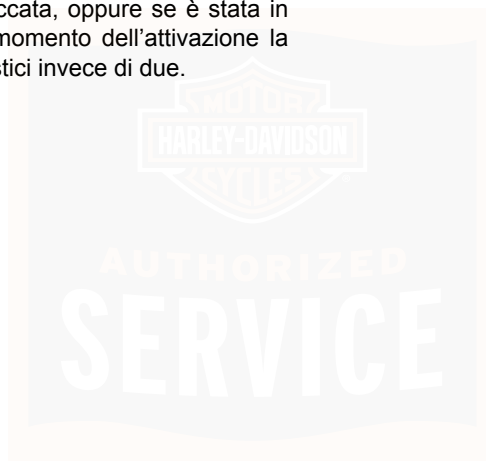 ccata, oppure se è stata in
momento dell'attivazione la
stici invece di due.
MOTOR
HARLEY-DAVIDSON
CYCLES
AUTHORIZED
SERVICE